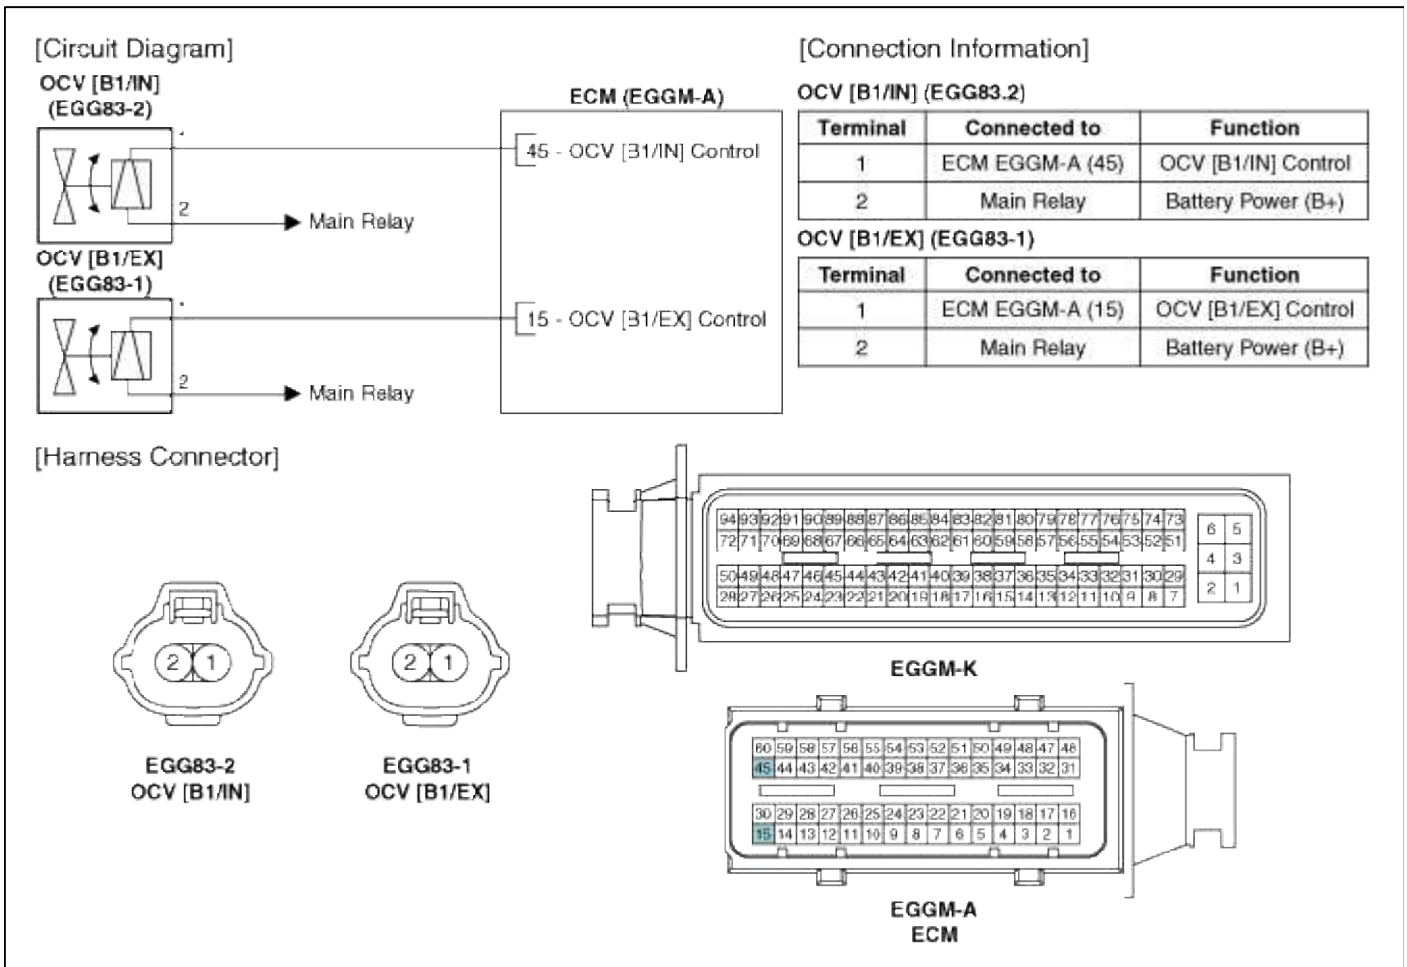 [Circuit Diagram]
OCV [B1/IN]
(EGG83-2)
1
2
Main Relay
OCV [B1/EX]
(EGG83-1)
1
2
Main Relay
ECM (EGGM-A)
45 - OCV [B1/IN] Control
15 - OCV [B1/EX] Control
[Connection Information]
OCV [B1/IN] (EGG83.2)
Terminal Connected to Function
1 ECM EGGM-A (45) OCV [B1/IN] Control
2 Main Relay Battery Power (B+)
OCV [B1/EX] (EGG83-1)
Terminal Connected to Function
1 ECM EGGM-A (15) OCV [B1/EX] Control
2 Main Relay Battery Power (B+)
[Harness Connector]
2 1
EGG83-2
OCV [B1/IN]
2 1
EGG83-1
OCV [B1/EX]
94 93 92 91 90 89 88 87 86 85 84 83 82 81 80 79 78 77 76 75 74 73
72 71 70 69 68 67 66 65 64 63 62 61 60 59 58 57 56 55 54 53 52 51
50 49 48 47 46 45 44 43 42 41 40 39 38 37 36 35 34 33 32 31 30 29
28 27 26 25 24 23 22 21 20 19 18 17 16 15 14 13 12 11 10 9 8 7
6 5
4 3
2 1
EGGM-K
60 59 58 57 56 55 54 53 52 51 50 49 48 47 46
45 44 43 42 41 40 39 38 37 36 35 34 33 32 31
30 29 28 27 26 25 24 23 22 21 20 19 18 17 16
15 14 13 12 11 10 9 8 7 6 5 4 3 2 1
EGGM-A
ECM